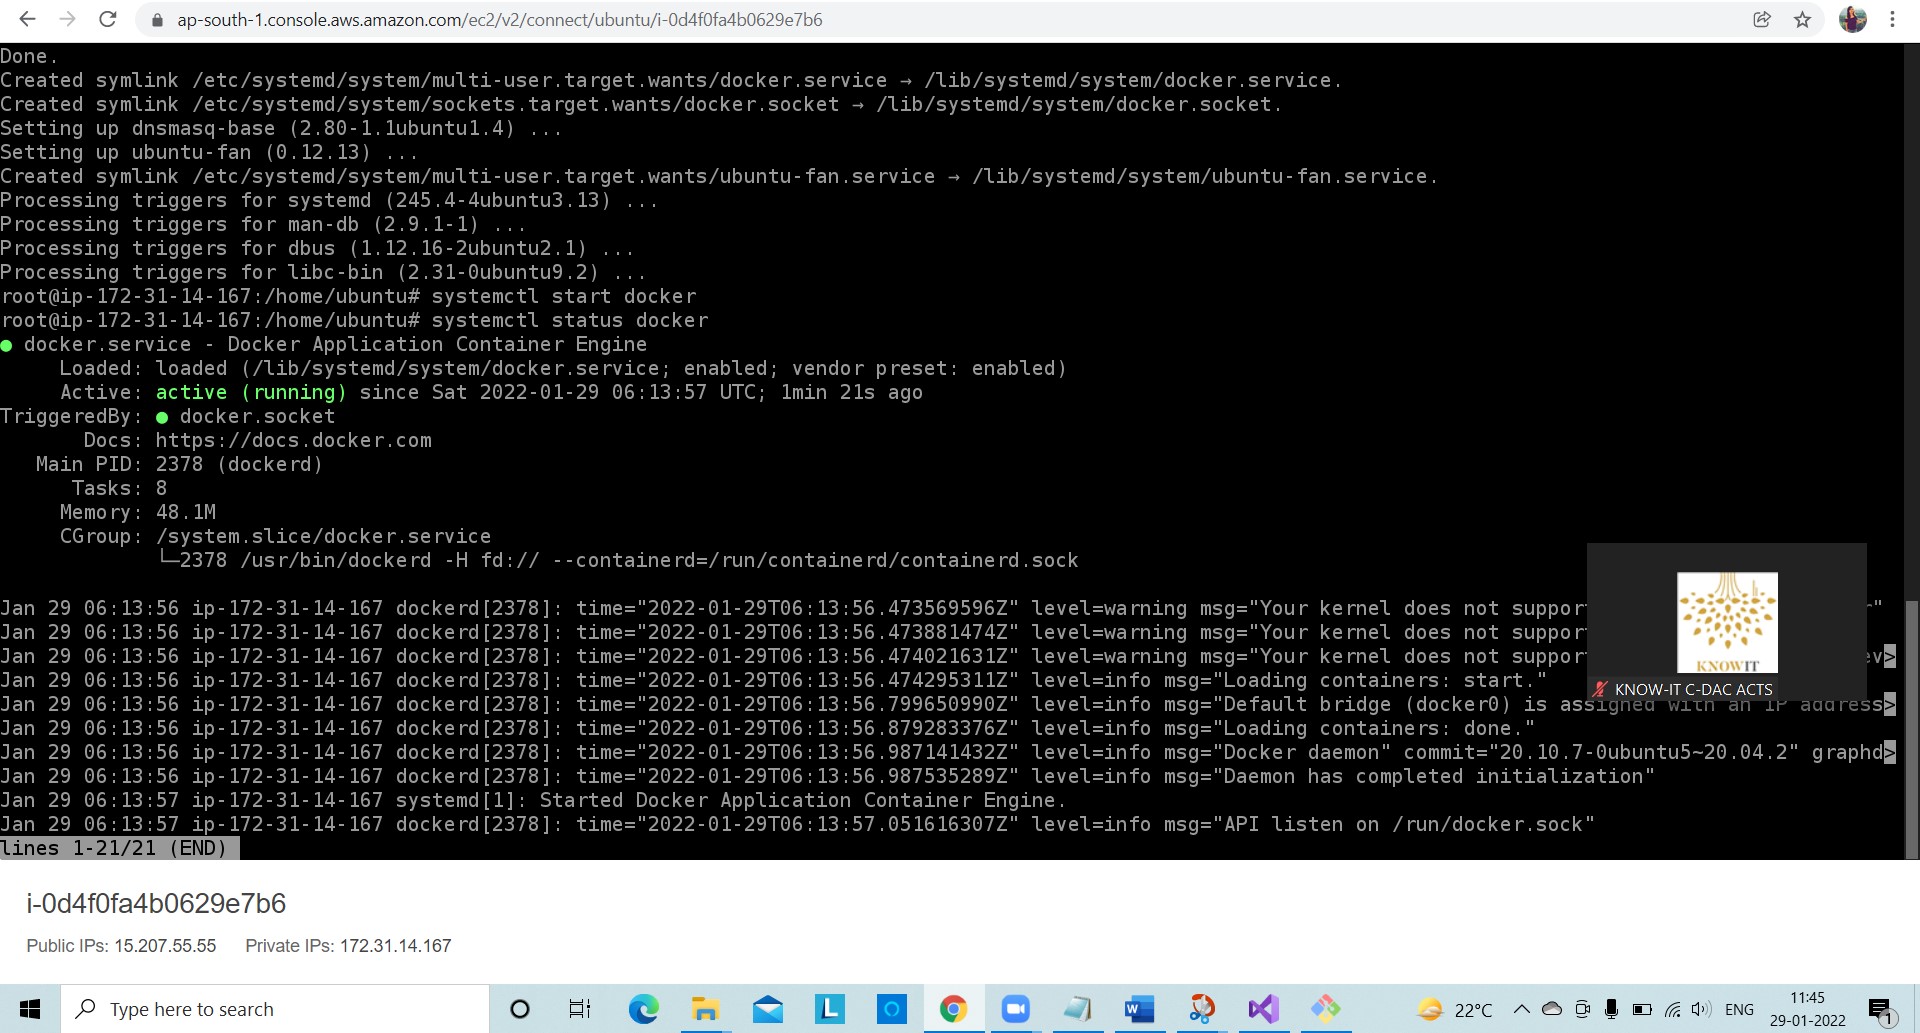 ap-south-1.console.aws.amazon.com/ec2/v2/connect/ubuntu/i-0d4f0fa4b0629e7b6
Done.
Created symlink /etc/systemd/system/multi-user.target.wants/docker.service → /lib/systemd/system/docker.service.
Created symlink /etc/systemd/system/sockets.target.wants/docker.socket → /lib/systemd/system/docker.socket.
Setting up dnsmasq-base (2.80-1.1ubuntu1.4) ...
Setting up ubuntu-fan (0.12.13) ...
Created symlink /etc/systemd/system/multi-user.target.wants/ubuntu-fan.service → /lib/systemd/system/ubuntu-fan.service.
Processing triggers for systemd (245.4-4ubuntu3.13) ...
Processing triggers for man-db (2.9.1-1) ...
Processing triggers for dbus (1.12.16-2ubuntu2.1) ...
Processing triggers for libc-bin (2.31-0ubuntu9.2) ...
root@ip-172-31-14-167:/home/ubuntu# systemctl start docker
root@ip-172-31-14-167:/home/ubuntu# systemctl status docker
● docker.service - Docker Application Container Engine
Loaded: loaded (/lib/systemd/system/docker.service; enabled; vendor preset: enabled)
Active: active (running) since Sat 2022-01-29 06:13:57 UTC; 1min 21s ago
TriggeredBy: ● docker.socket
Docs: https://docs.docker.com
Main PID: 2378 (dockerd)
Tasks: 8
Memory: 48.1M
CGroup: /system.slice/docker.service
└─2378 /usr/bin/dockerd -H fd:// --containerd=/run/containerd/containerd.sock
Jan 29 06:13:56 ip-172-31-14-167 dockerd[2378]: time="2022-01-29T06:13:56.473569596Z" level=warning msg="Your kernel does not suppor
Jan 29 06:13:56 ip-172-31-14-167 dockerd[2378]: time="2022-01-29T06:13:56.473881474Z" level=warning msg="Your kernel does not suppor
Jan 29 06:13:56 ip-172-31-14-167 dockerd[2378]: time="2022-01-29T06:13:56.474021631Z" level=warning msg="Your kernel does not suppor ev>
Jan 29 06:13:56 ip-172-31-14-167 dockerd[2378]: time="2022-01-29T06:13:56.474295311Z" level=info msg="Loading containers: start."
Jan 29 06:13:56 ip-172-31-14-167 dockerd[2378]: time="2022-01-29T06:13:56.799650990Z" level=info msg="Default bridge (docker0) is assigned with an IP address>
Jan 29 06:13:56 ip-172-31-14-167 dockerd[2378]: time="2022-01-29T06:13:56.879283376Z" level=info msg="Loading containers: done."
Jan 29 06:13:56 ip-172-31-14-167 dockerd[2378]: time="2022-01-29T06:13:56.987141432Z" level=info msg="Docker daemon" commit="20.10.7-0ubuntu5~20.04.2" graphd>
Jan 29 06:13:56 ip-172-31-14-167 dockerd[2378]: time="2022-01-29T06:13:56.987535289Z" level=info msg="Daemon has completed initialization"
Jan 29 06:13:57 ip-172-31-14-167 systemd[1]: Started Docker Application Container Engine.
Jan 29 06:13:57 ip-172-31-14-167 dockerd[2378]: time="2022-01-29T06:13:57.051616307Z" level=info msg="API listen on /run/docker.sock"
lines 1-21/21 (END)
KNOWIT
KNOW-IT C-DAC ACTS
i-0d4f0fa4b0629e7b6
Public IPs: 15.207.55.55 Private IPs: 172.31.14.167
Type here to search
22°C
ENG
11:45
29-01-2022
1